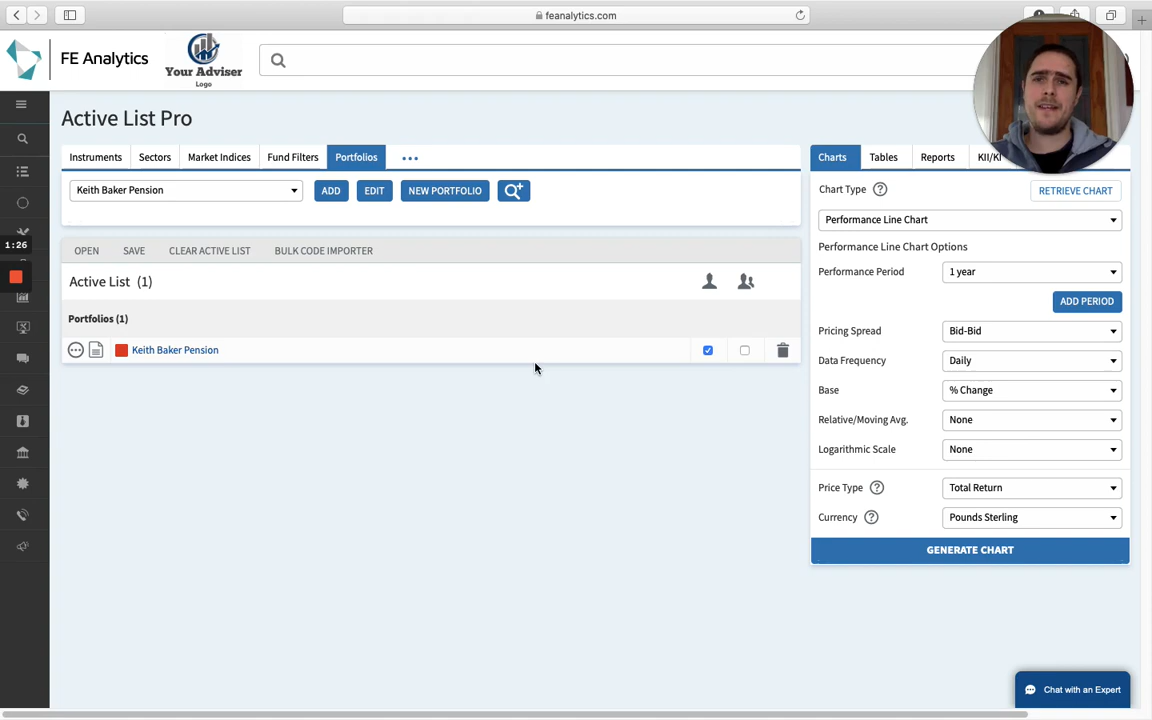 feanalytics.com
FE Analytics
Your Adviser
Logo
Active List Pro
Instruments
Sectors
Market Indices
Fund Filters
Portfolios
Keith Baker Pension
ADD
EDIT
NEW PORTFOLIO
OPEN
SAVE
CLEAR ACTIVE LIST
BULK CODE IMPORTER
Active List (1)
Portfolios (1)
Keith Baker Pension
1:26
Charts
Tables
Reports
KII/KI
Chart Type
RETRIEVE CHART
Performance Line Chart
Performance Line Chart Options
Performance Period
1 year
ADD PERIOD
Pricing Spread
Bid-Bid
Data Frequency
Daily
Base
% Change
Relative/Moving Avg.
None
Logarithmic Scale
None
Price Type
Total Return
Currency
Pounds Sterling
GENERATE CHART
Chat with an Expert